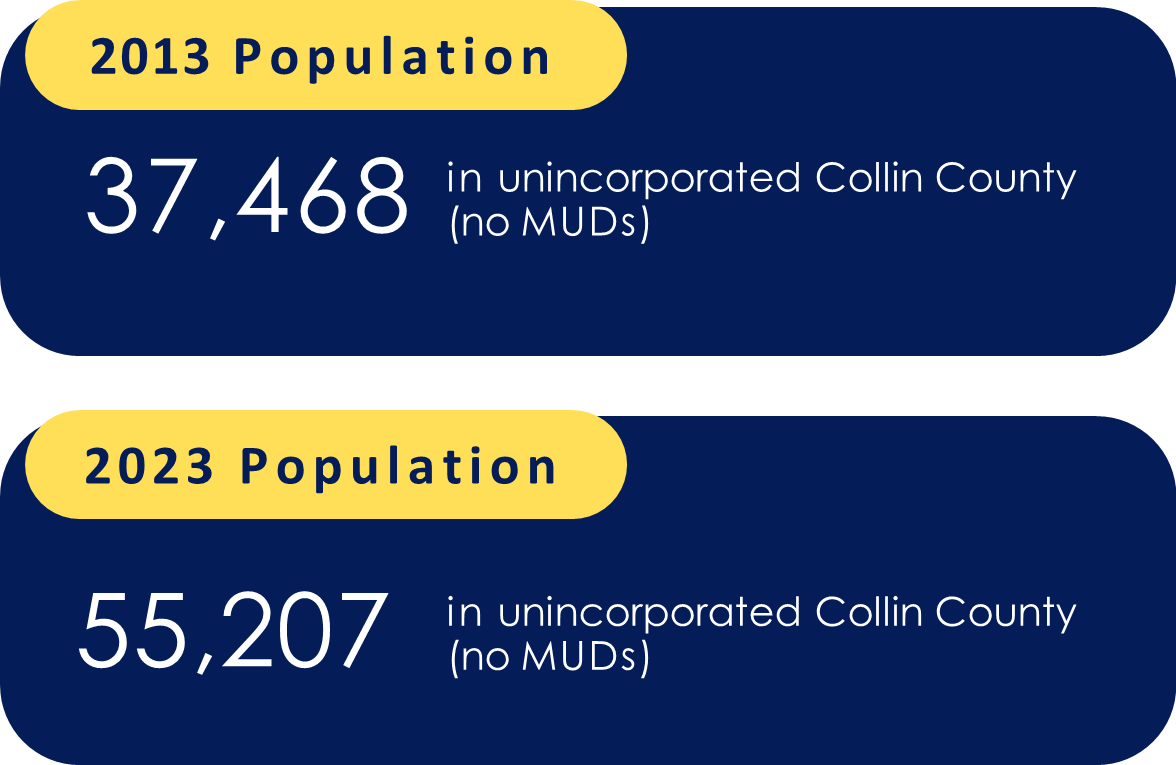 2013 Population
37,468
in unincorporated Collin County
(no MUDs)
2023 Population
55,207
in unincorporated Collin County
(no MUDs)